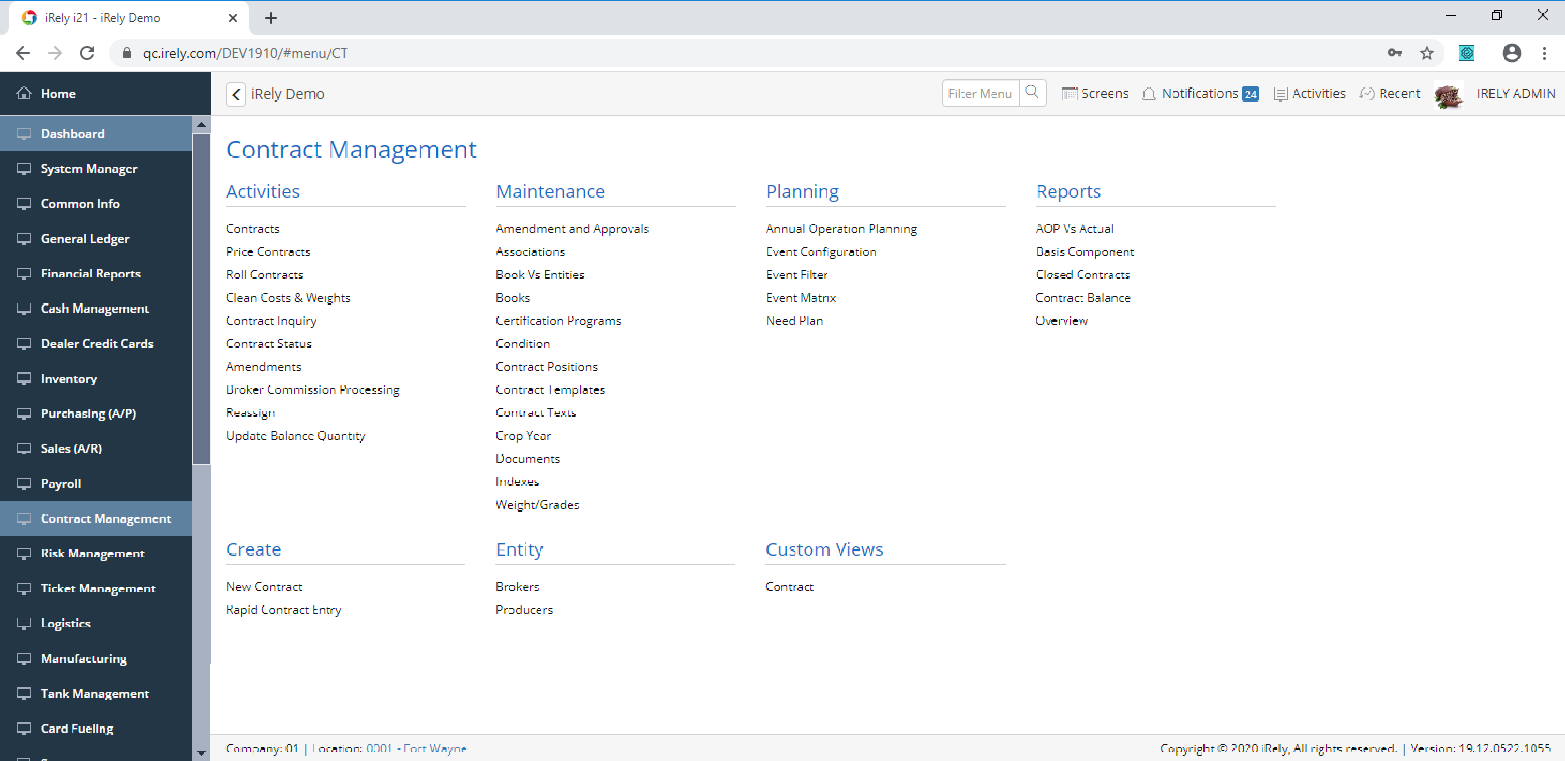 iRely i21 - iRely Demo
qc.irely.com/DEV1910/#menu/CT
Home
iRely Demo
Filter Menu
Screens
Notifications 24
Activities
Recent
IRELY ADMIN
Dashboard
System Manager
Common Info
General Ledger
Financial Reports
Cash Management
Dealer Credit Cards
Inventory
Purchasing (A/P)
Sales (A/R)
Payroll
Contract Management
Risk Management
Ticket Management
Logistics
Manufacturing
Tank Management
Card Fueling
Contract Management
Activities
Contracts
Price Contracts
Roll Contracts
Clean Costs & Weights
Contract Inquiry
Contract Status
Amendments
Broker Commission Processing
Reassign
Update Balance Quantity
Maintenance
Amendment and Approvals
Associations
Book Vs Entities
Books
Certification Programs
Condition
Contract Positions
Contract Templates
Contract Texts
Crop Year
Documents
Indexes
Weight/Grades
Planning
Annual Operation Planning
Event Configuration
Event Filter
Event Matrix
Need Plan
Reports
AOP Vs Actual
Basis Component
Closed Contracts
Contract Balance
Overview
Create
New Contract
Rapid Contract Entry
Entity
Brokers
Producers
Custom Views
Contract
Company: 01 | Location: 0001 - Fort Wayne
Copyright © 2020 iRely, All rights reserved. | Version: 19.12.0522.1055